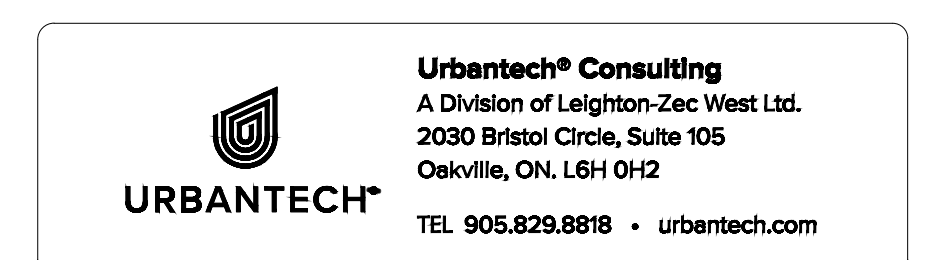 Urbantech® Consulting
A Division of Leighton-Zec West Ltd.
2030 Bristol Circle, Suite 105
Oakville, ON. L6H 0H2
URBANTECH
TEL 905.829.8818 • urbantech.com